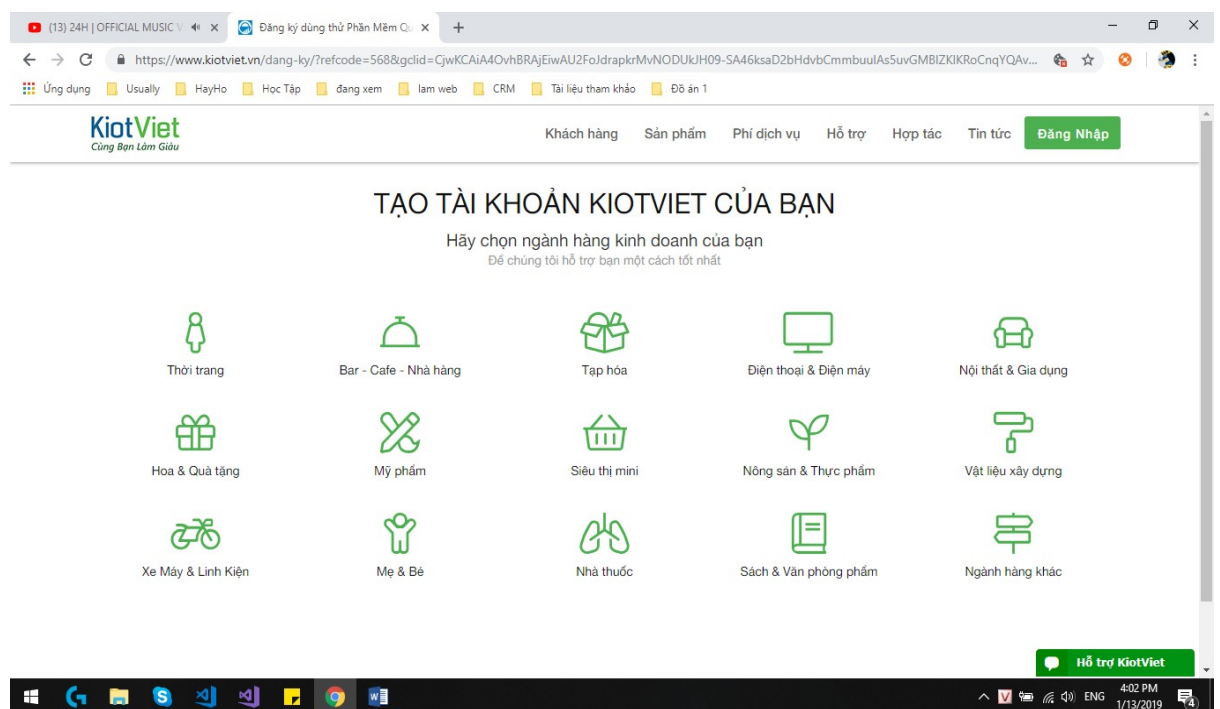 (13) 24H | OFFICIAL MUSIC V
Đăng ký dùng thử Phần Mềm Qu
https://www.kiotviet.vn/dang-ky/?refcode=568&gclid=CjwKCAiA4OvhBRAjEiwAU2FoJdrapkrMvNODUkJH09-SA46ksaD2bHdvbCmmbuulAs5uvGMBIZKIKRoCnqYQAv...
Ứng dụng Usually HayHo Học Tập đang xem lam web CRM Tài liệu tham khảo Đồ án 1
KiotViet
Cùng Bạn Làm Giàu
Khách hàng Sản phẩm Phí dịch vụ Hỗ trợ Hợp tác Tin tức Đăng Nhập
TẠO TÀI KHOẢN KIOTVIET CỦA BẠN
Hãy chọn ngành hàng kinh doanh của bạn
Để chúng tôi hỗ trợ bạn một cách tốt nhất
Thời trang Bar - Cafe - Nhà hàng Tạp hóa Điện thoại & Điện máy Nội thất & Gia dụng
Hoa & Quà tặng Mỹ phẩm Siêu thị mini Nông sản & Thực phẩm Vật liệu xây dựng
Xe Máy & Linh Kiện Mẹ & Bé Nhà thuốc Sách & Văn phòng phẩm Ngành hàng khác
Hỗ trợ KiotViet
ENG 4:02 PM
1/13/2019
4